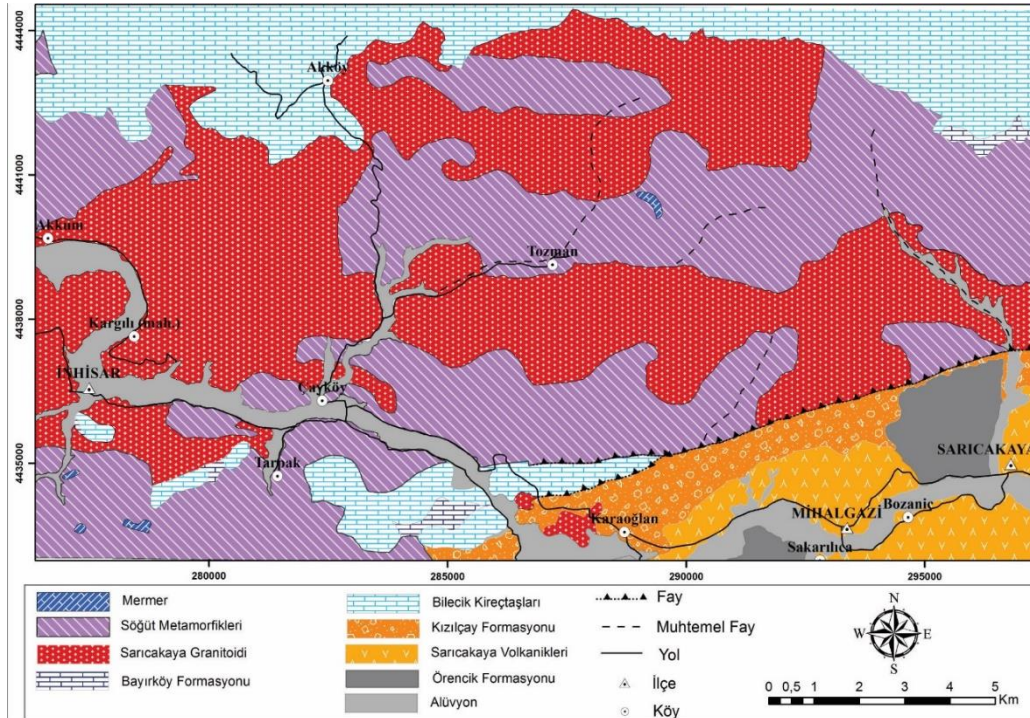 4444000
4441000
4438000
4435000
Akköy
Akkum
Tozman
Kargılı (mah.)
İNHİSAR
Çayköy
Tarpak
SARICAKAYA
Karaoğlan
MİHALGAZİ
Bozaniç
Sakarılıca
280000
285000
290000
295000
Mermer
Söğüt Metamorfikleri
Sarıcakaya Granitoidi
Bayırköy Formasyonu
Bilecik Kireçtaşları
Kızılçay Formasyonu
Sarıcakaya Volkanikleri
Örencik Formasyonu
Alüvyon
Fay
Muhtemel Fay
Yol
İlçe
Köy
N
W E
S
0 0,5 1 2 3 4 5
Km